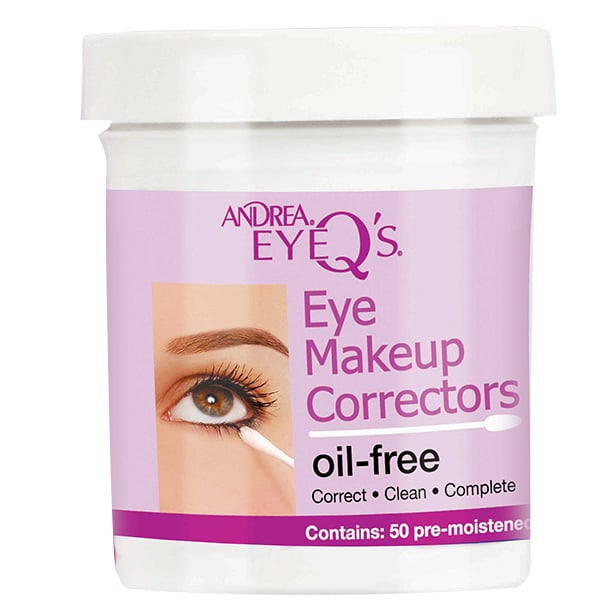 ANDREA®
EYEQ'S®
Eye
Makeup
Correctors
oil-free
Correct • Clean • Complete
Contains: 50 pre-moistened